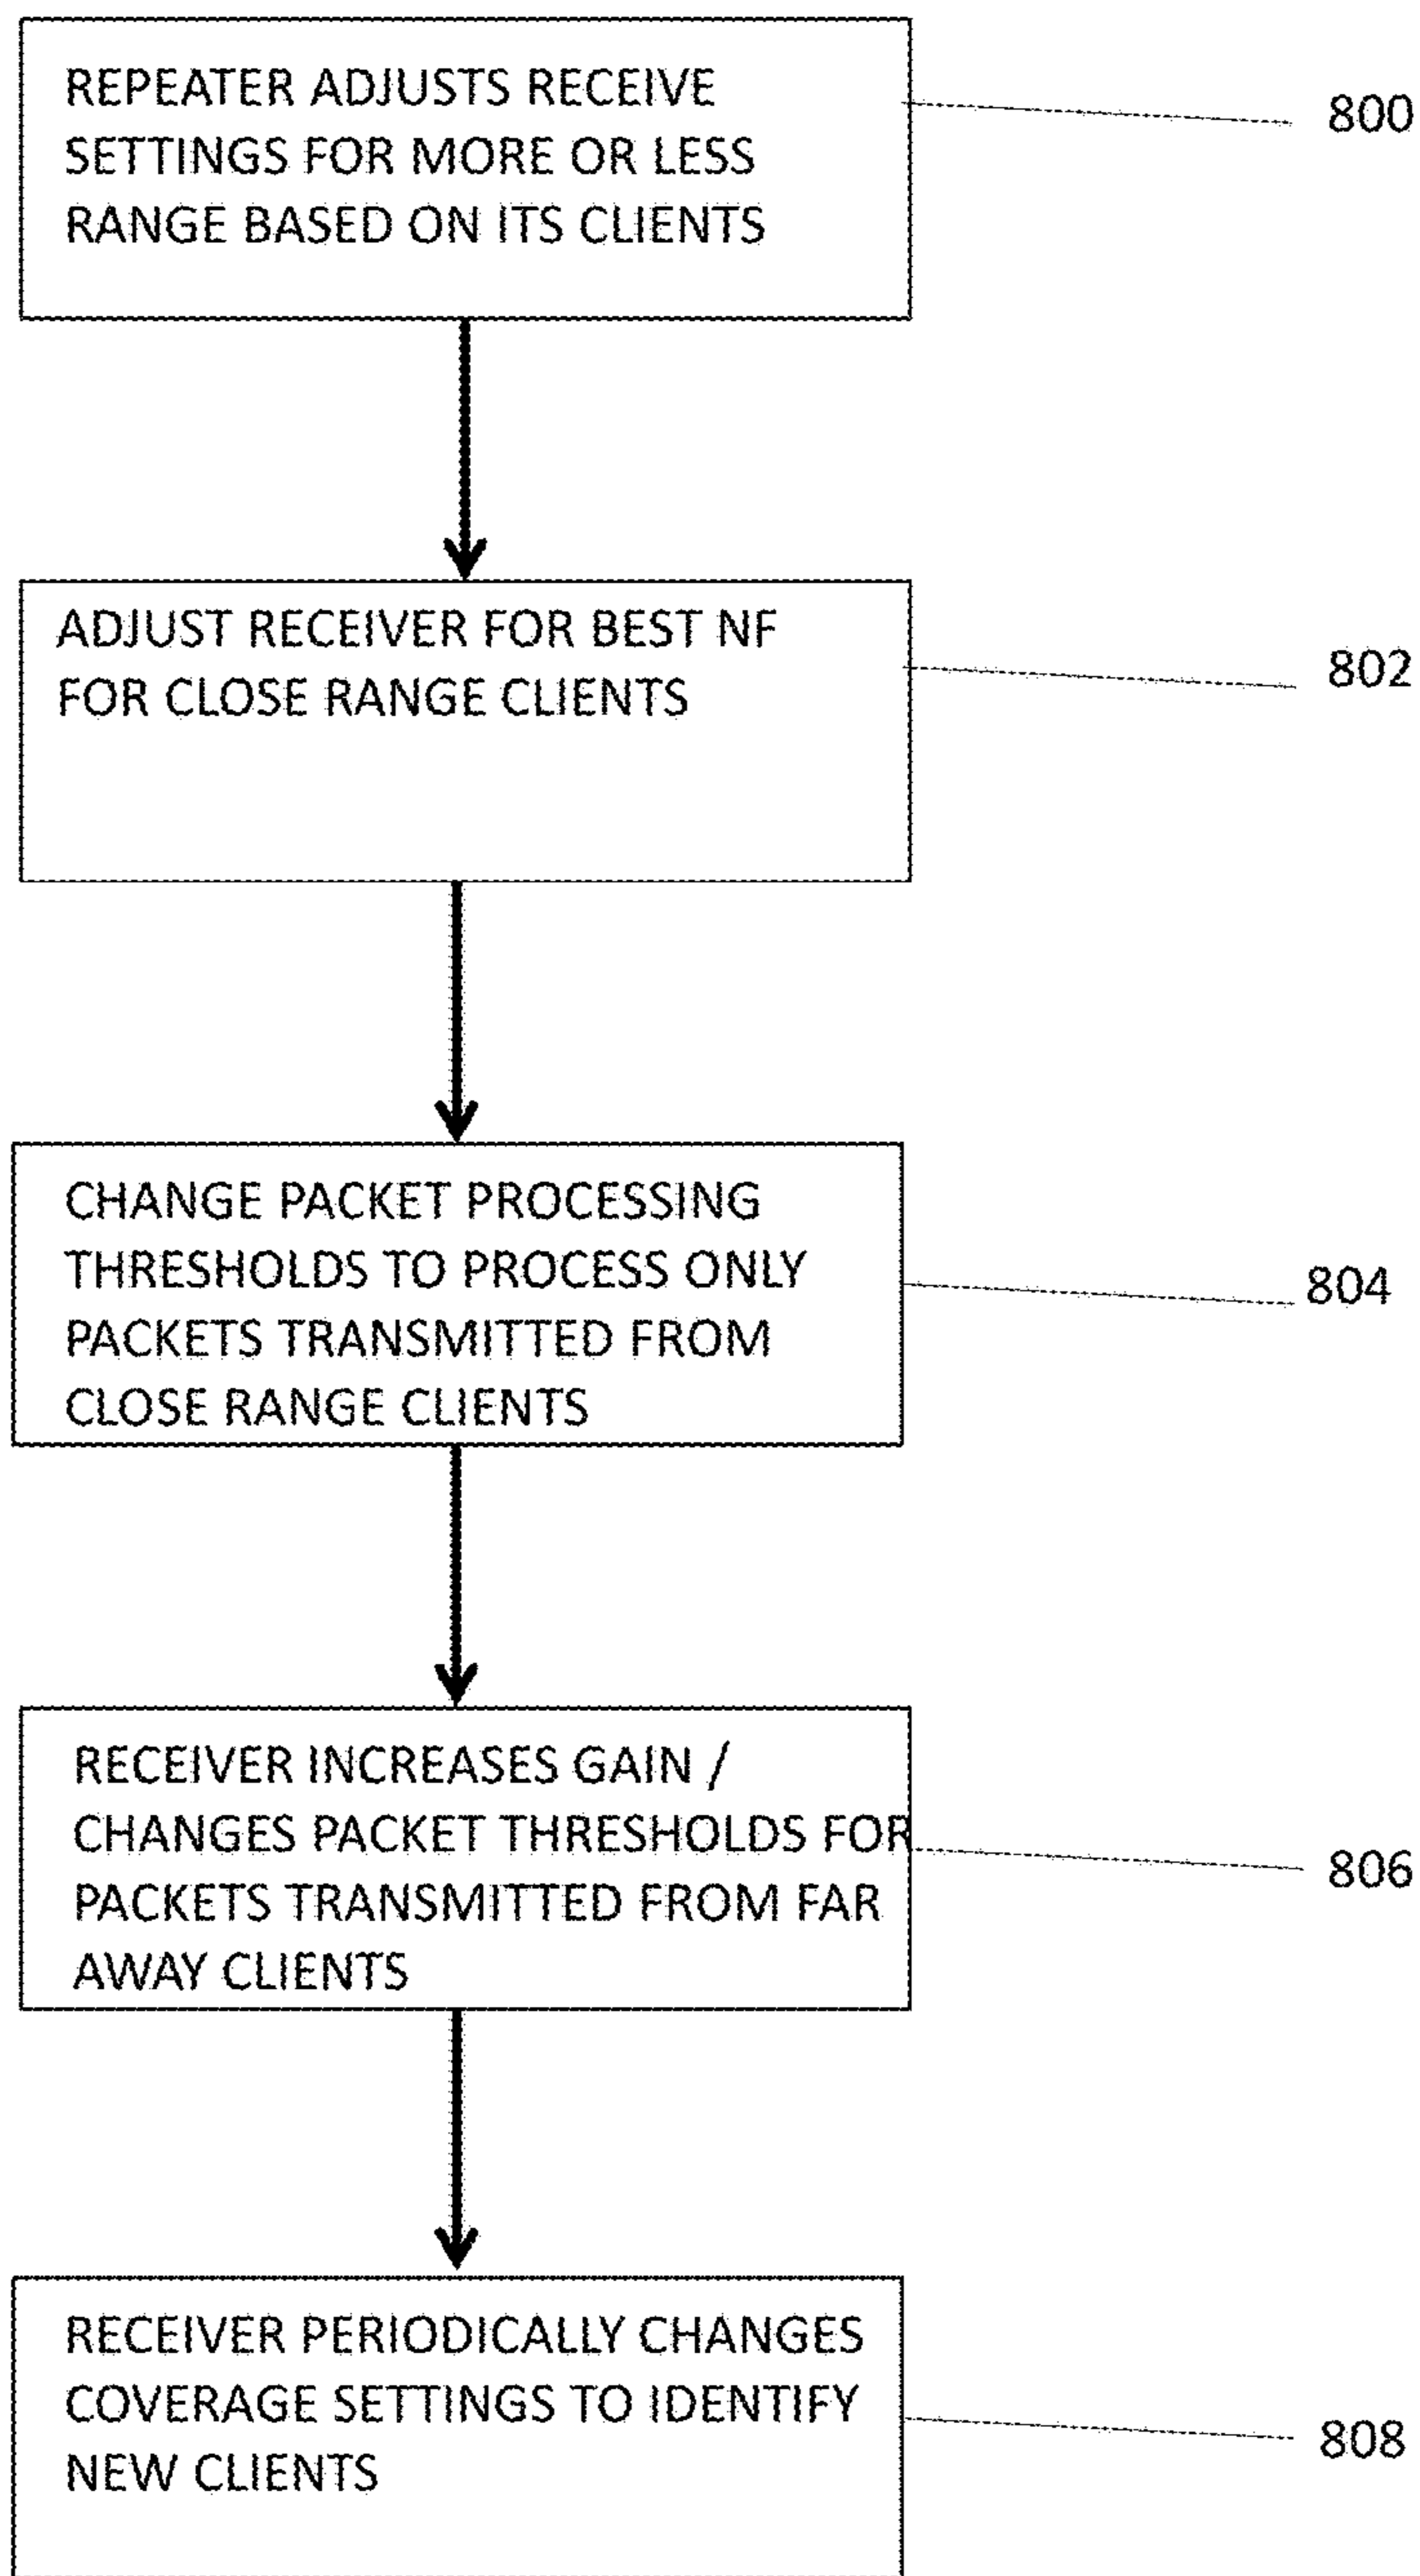 REPEATER ADJUSTS RECEIVE
SETTINGS FOR MORE OR LESS
RANGE BASED ON ITS CLIENTS
800
ADJUST RECEIVER FOR BEST NF
FOR CLOSE RANGE CLIENTS
802
CHANGE PACKET PROCESSING
THRESHOLDS TO PROCESS ONLY
PACKETS TRANSMITTED FROM
CLOSE RANGE CLIENTS
804
RECEIVER INCREASES GAIN /
CHANGES PACKET THRESHOLDS FOR
PACKETS TRANSMITTED FROM FAR
AWAY CLIENTS
806
RECEIVER PERIODICALLY CHANGES
COVERAGE SETTINGS TO IDENTIFY
NEW CLIENTS
808